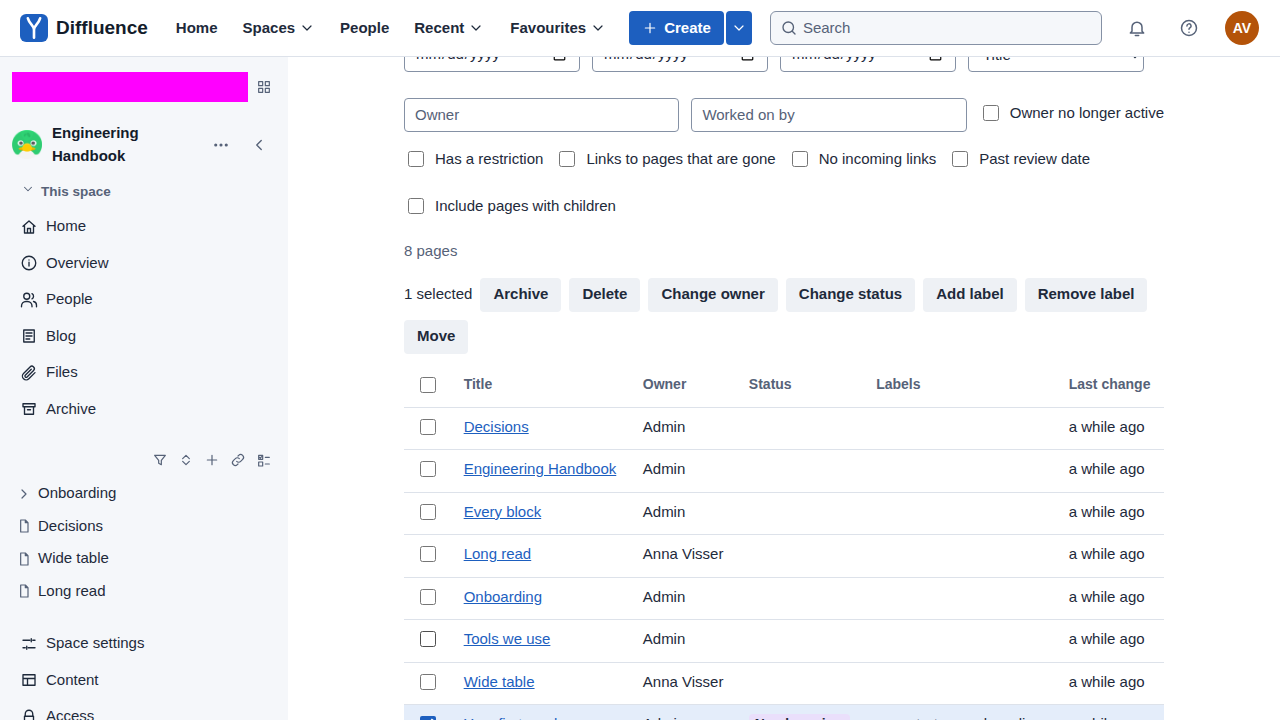 Diffluence
Home
Spaces
People
Recent
Favourites
Create
Search
AV
Engineering
Handbook
This space
Home
Overview
People
Blog
Files
Archive
Onboarding
Decisions
Wide table
Long read
Space settings
Content
Access
Owner
Worked on by
Owner no longer active
Has a restriction
Links to pages that are gone
No incoming links
Past review date
Include pages with children
8 pages
1 selected
Archive
Delete
Change owner
Change status
Add label
Remove label
Move
Title Owner Status Labels Last change
Decisions Admin a while ago
Engineering Handbook Admin a while ago
Every block Admin a while ago
Long read Anna Visser a while ago
Onboarding Admin a while ago
Tools we use Admin a while ago
Wide table Anna Visser a while ago